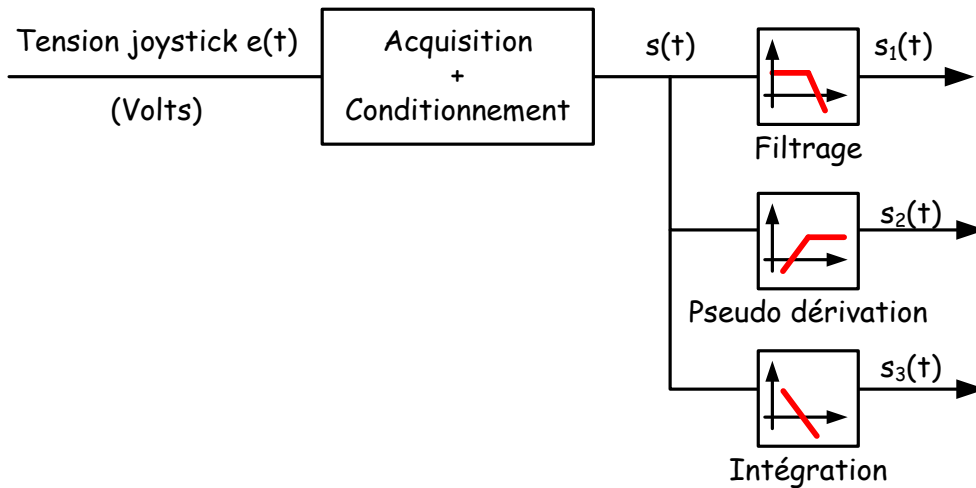 Tension joystick e(t)
(Volts)
Acquisition
+
Conditionnement
s(t)
s₁(t)
Filtrage
s₂(t)
Pseudo dérivation
s₃(t)
Intégration